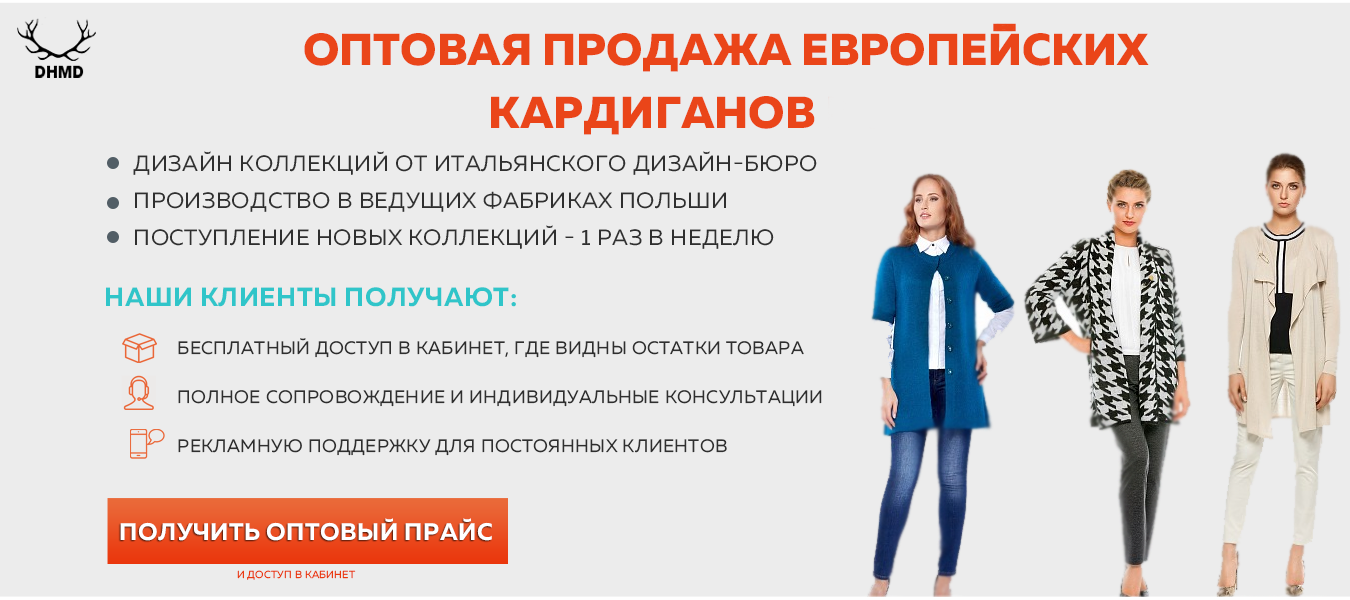 DHMD
ОПТОВАЯ ПРОДАЖА ЕВРОПЕЙСКИХ
КАРДИГАНОВ
ДИЗАЙН КОЛЛЕКЦИЙ ОТ ИТАЛЬЯНСКОГО ДИЗАЙН-БЮРО
ПРОИЗВОДСТВО В ВЕДУЩИХ ФАБРИКАХ ПОЛЬШИ
ПОСТУПЛЕНИЕ НОВЫХ КОЛЛЕКЦИЙ - 1 РАЗ В НЕДЕЛЮ
НАШИ КЛИЕНТЫ ПОЛУЧАЮТ:
БЕСПЛАТНЫЙ ДОСТУП В КАБИНЕТ, ГДЕ ВИДНЫ ОСТАТКИ ТОВАРА
ПОЛНОЕ СОПРОВОЖДЕНИЕ И ИНДИВИДУАЛЬНЫЕ КОНСУЛЬТАЦИИ
РЕКЛАМНУЮ ПОДДЕРЖКУ ДЛЯ ПОСТОЯННЫХ КЛИЕНТОВ
ПОЛУЧИТЬ ОПТОВЫЙ ПРАЙС
И ДОСТУП В КАБИНЕТ